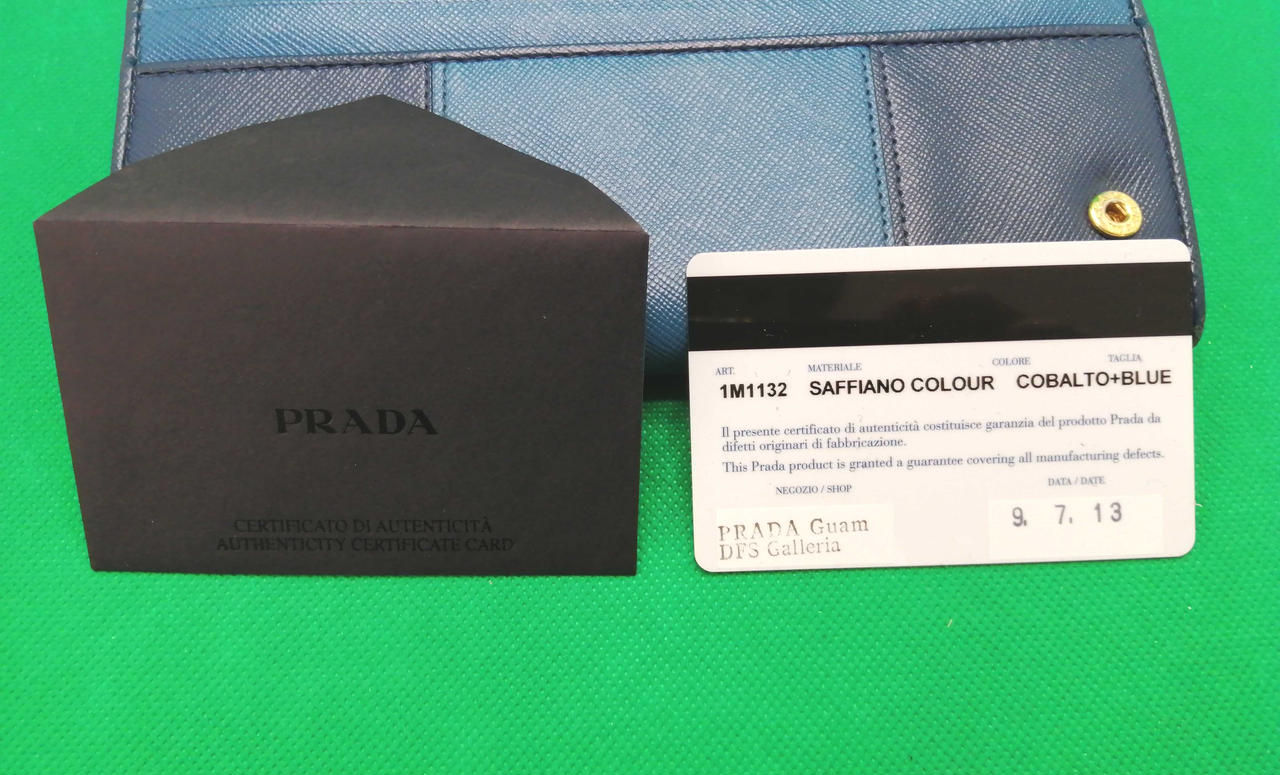 PRADA
CERTIFICATO DI AUTENTICITÀ
AUTHENTICITY CERTIFICATE CARD
ART. MATERIALE COLORE TAGLIA
1M1132 SAFFIANO COLOUR COBALTO+BLUE
Il presente certificato di autenticità costituisce garanzia del prodotto Prada da
difetti originari di fabbricazione.
This Prada product is granted a guarantee covering all manufacturing defects.
NEGOZIO / SHOP DATA / DATE
PRADA Guam
DFS Galleria
9. 7. 13